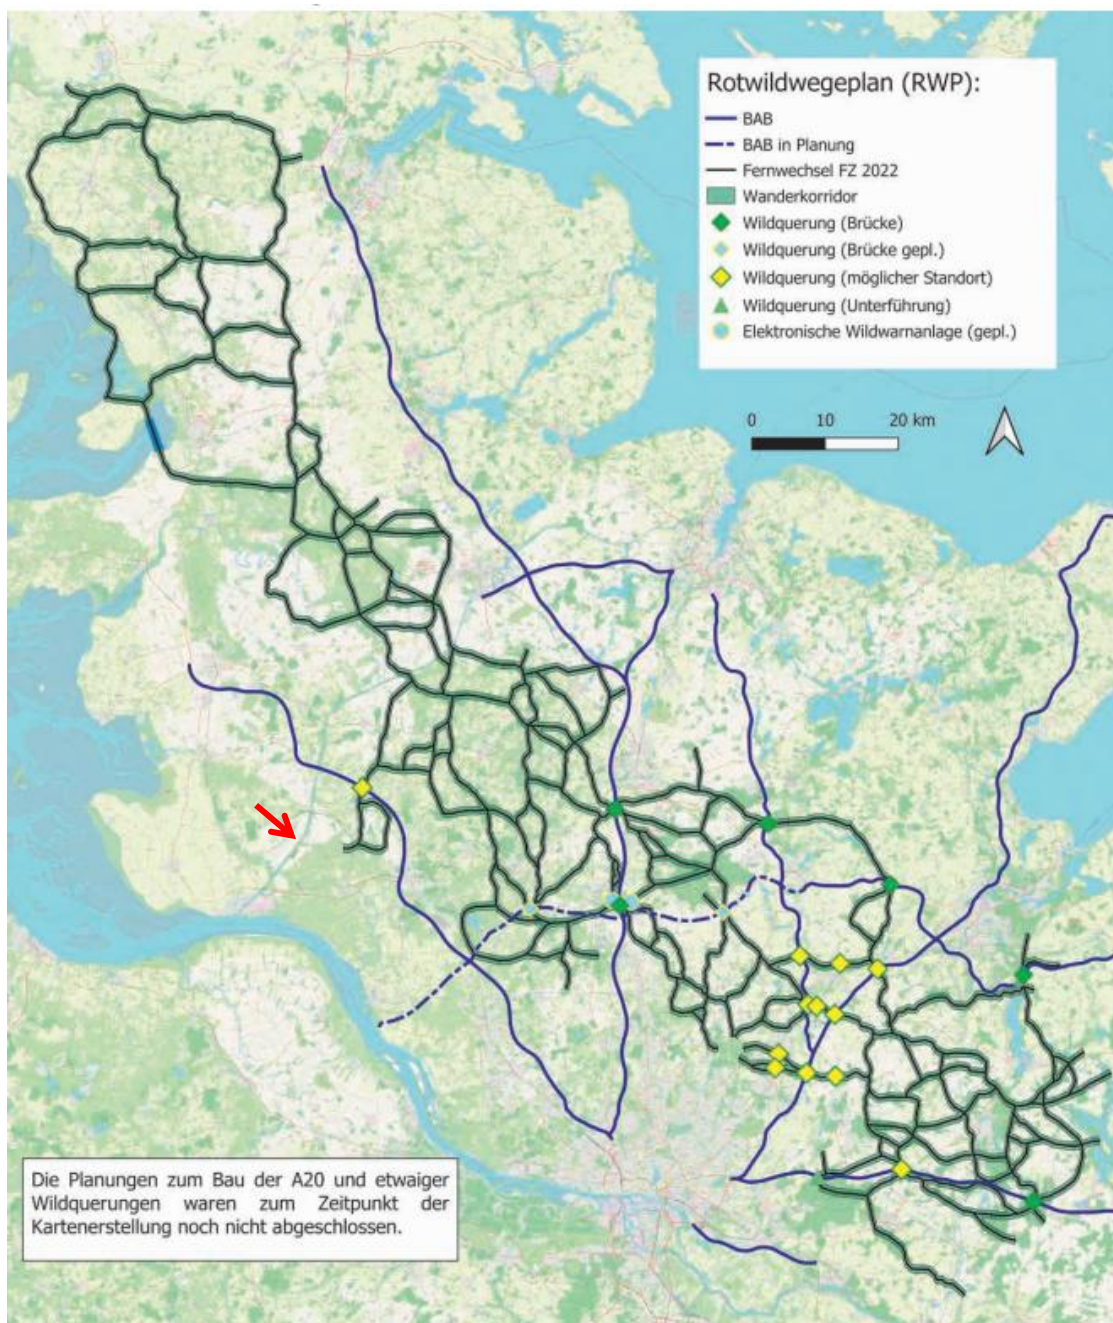 Rotwildwegeplan (RWP):
BAB
BAB in Planung
Fernwechsel FZ 2022
Wanderkorridor
Wildquerung (Brücke)
Wildquerung (Brücke gepl.)
Wildquerung (möglicher Standort)
Wildquerung (Unterführung)
Elektronische Wildwarnanlage (gepl.)
0 10 20 km
Die Planungen zum Bau der A20 und etwaiger
Wildquerungen waren zum Zeitpunkt der
Kartenerstellung noch nicht abgeschlossen.